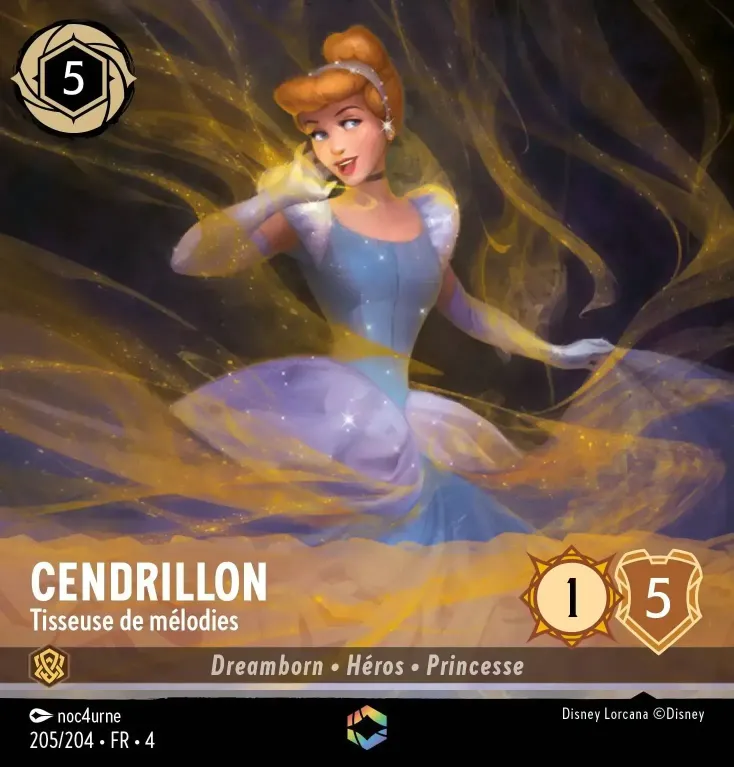 5
CENDRILLON
Tisseuse de mélodies
1
5
Dreamborn • Héros • Princesse
noc4urne
Disney Lorcana ©Disney
205/204 • FR • 4